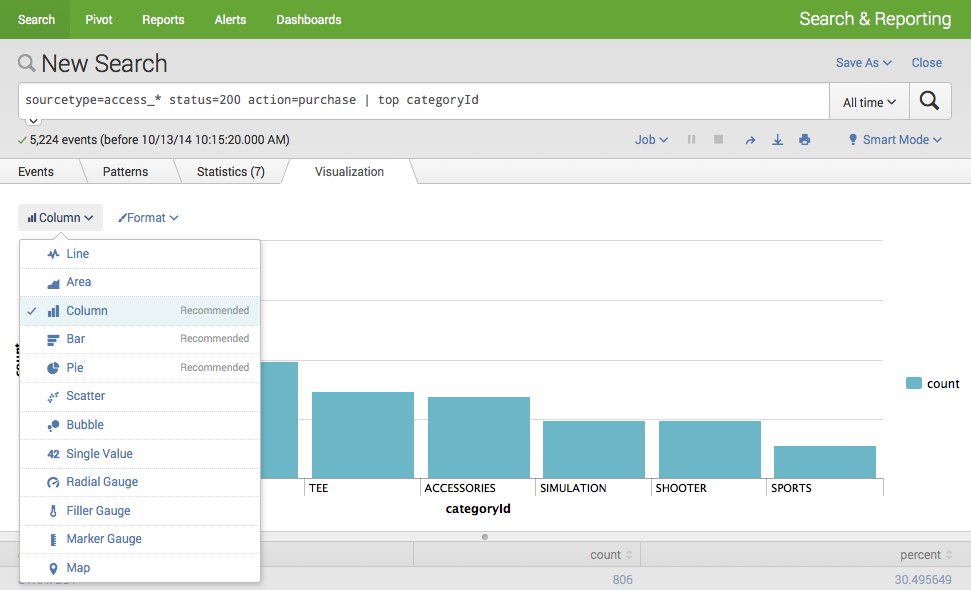 Search Pivot Reports Alerts Dashboards Search & Reporting
New Search Save As Close
sourcetype=access_* status=200 action=purchase | top categoryId All time
5,224 events (before 10/13/14 10:15:20.000 AM) Job Smart Mode
Events Patterns Statistics (7) Visualization
Column Format
Line
Area
Column Recommended
Bar Recommended
Pie Recommended
Scatter
Bubble
42 Single Value
Radial Gauge
Filler Gauge
Marker Gauge
Map
count
TEE ACCESSORIES SIMULATION SHOOTER SPORTS
categoryId
count percent
806 30.495649